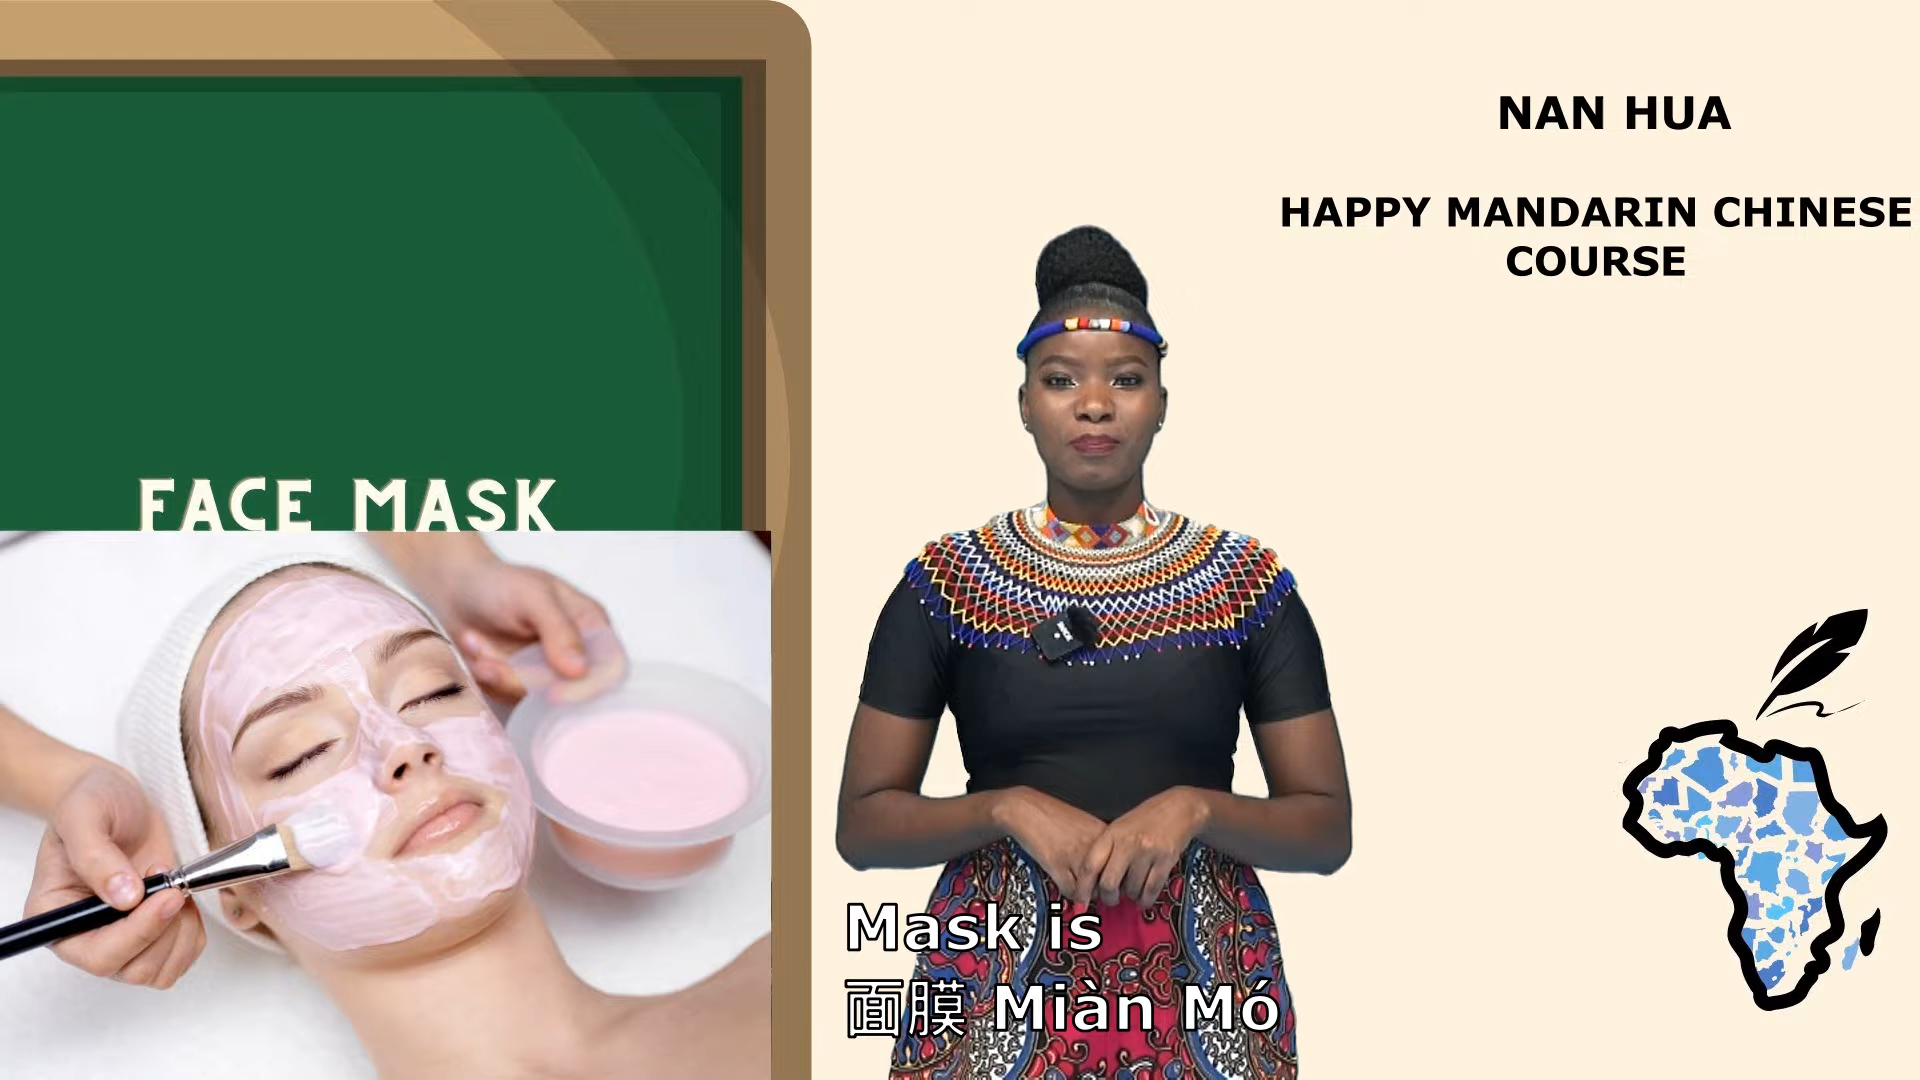 NAN HUA
HAPPY MANDARIN CHINESE
COURSE
FACE MASK
Mask is
面膜 Miàn Mó